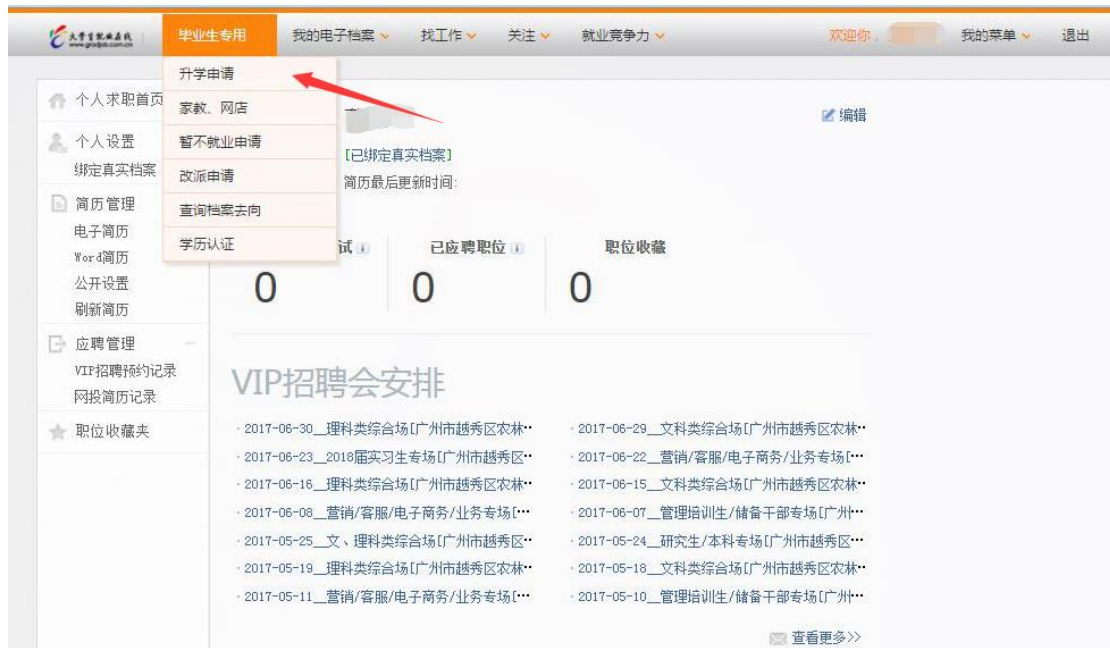 大学生就业在线
www.gradjob.com.cn
毕业生专用
我的电子档案
找工作
关注
就业竞争力
欢迎你，
我的菜单
退出
升学申请
家教、网店
暂不就业申请
改派申请
查询档案去向
学历认证
个人求职首页
个人设置
绑定真实档案
简历管理
电子简历
Word简历
公开设置
刷新简历
应聘管理
VIP招聘预约记录
网投简历记录
职位收藏夹
编辑
[已绑定真实档案]
简历最后更新时间:
试
已应聘职位
职位收藏
0
0
0
VIP招聘会安排
2017-06-30__理科类综合场[广州市越秀区农林…
2017-06-29__文科类综合场[广州市越秀区农林…
2017-06-23__2018届实习生专场[广州市越秀区…
2017-06-22__营销/客服/电子商务/业务专场[…
2017-06-16__理科类综合场[广州市越秀区农林…
2017-06-15__文科类综合场[广州市越秀区农林…
2017-06-08__营销/客服/电子商务/业务专场[…
2017-06-07__管理培训生/储备干部专场[广州…
2017-05-25__文、理科类综合场[广州市越秀区…
2017-05-24__研究生/本科专场[广州市越秀区…
2017-05-19__理科类综合场[广州市越秀区农林…
2017-05-18__文科类综合场[广州市越秀区农林…
2017-05-11__营销/客服/电子商务/业务专场[…
2017-05-10__管理培训生/储备干部专场[广州…
查看更多>>